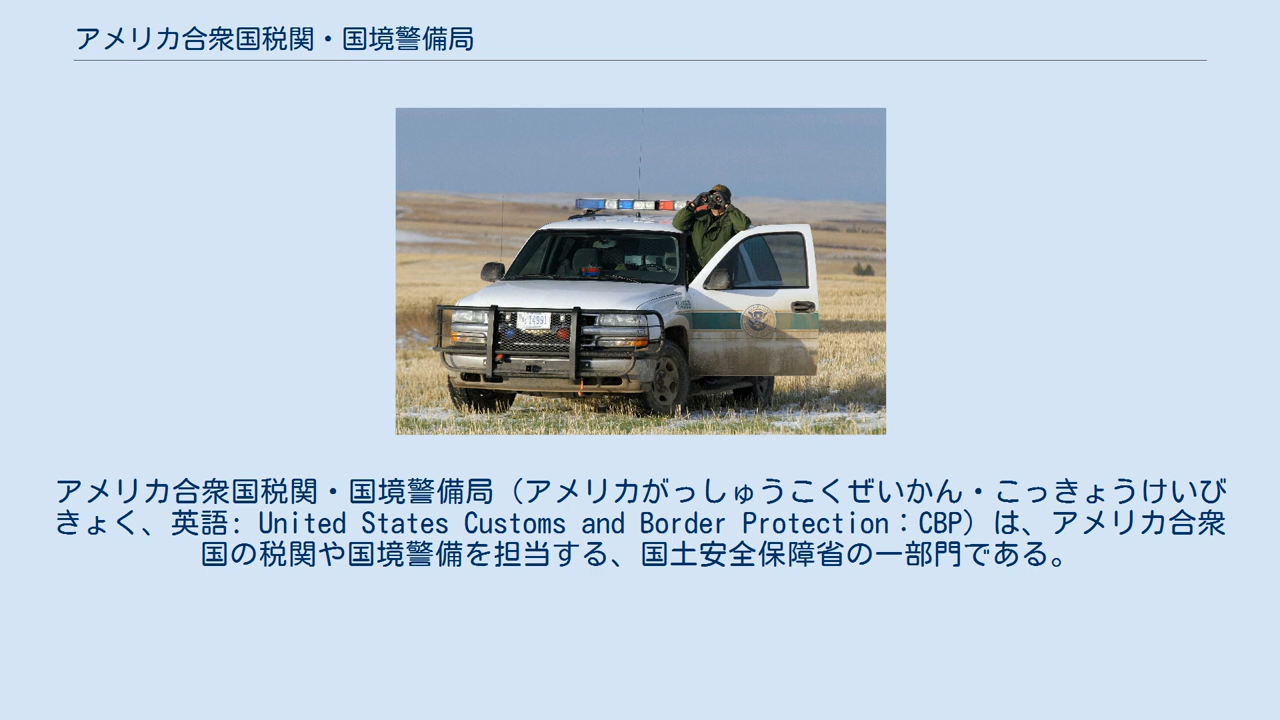 アメリカ合衆国税関・国境警備局
アメリカ合衆国税関・国境警備局（アメリカがっしゅうこくぜいかん・こっきょうけいび
きょく、英語: United States Customs and Border Protection：CBP）は、アメリカ合衆
国の税関や国境警備を担当する、国土安全保障省の一部門である。